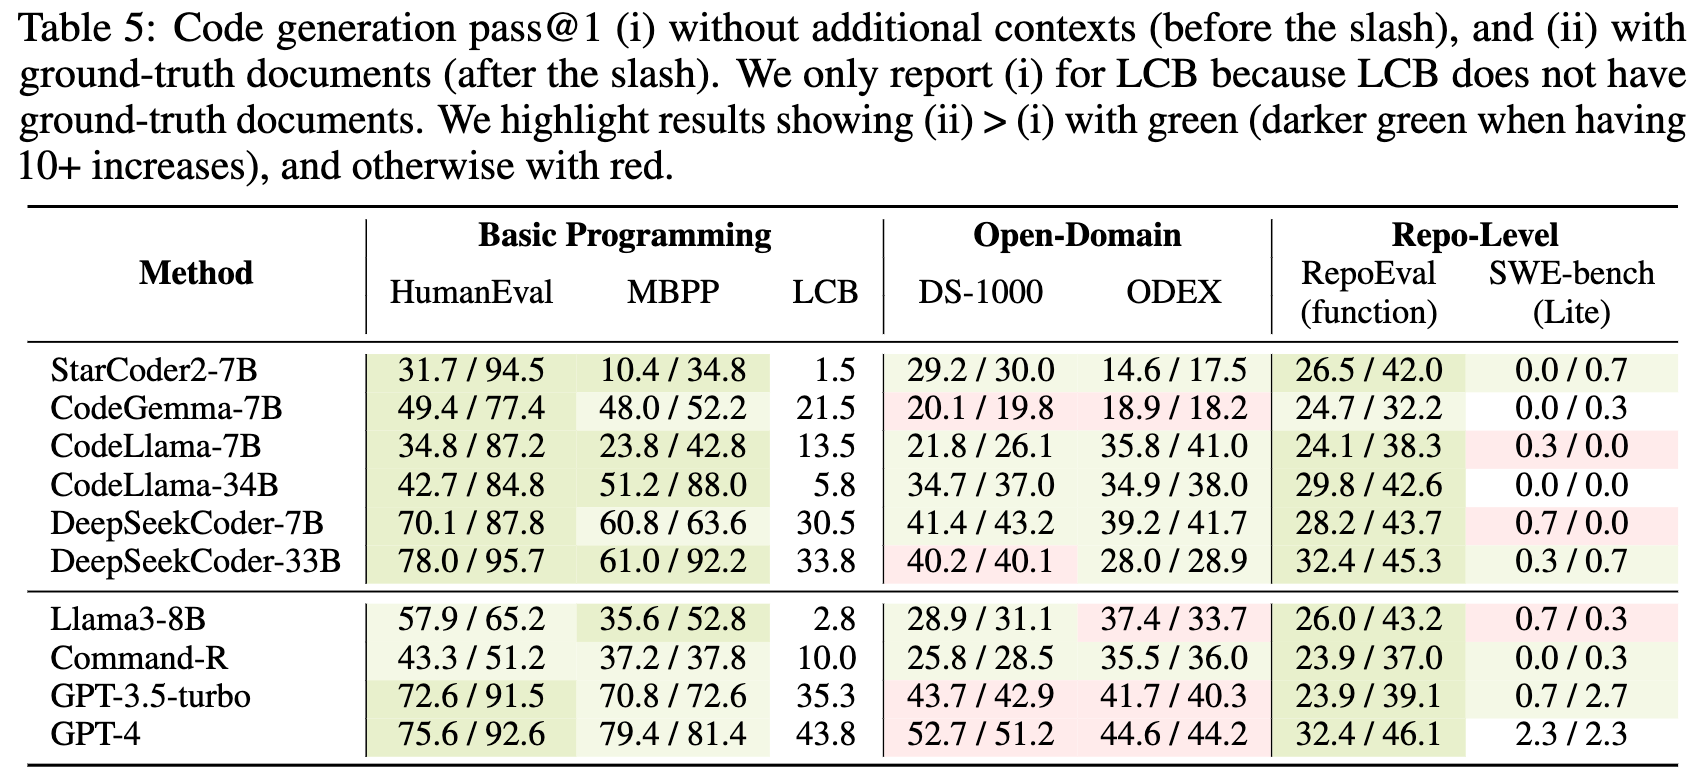 Table 5: Code generation pass@1 (i) without additional contexts (before the slash), and (ii) with
ground-truth documents (after the slash). We only report (i) for LCB because LCB does not have
ground-truth documents. We highlight results showing (ii) > (i) with green (darker green when having
10+ increases), and otherwise with red.
Method Basic Programming Open-Domain Repo-Level
HumanEval MBPP LCB DS-1000 ODEX RepoEval (function) SWE-bench (Lite)
StarCoder2-7B 31.7 / 94.5 10.4 / 34.8 1.5 29.2 / 30.0 14.6 / 17.5 26.5 / 42.0 0.0 / 0.7
CodeGemma-7B 49.4 / 77.4 48.0 / 52.2 21.5 20.1 / 19.8 18.9 / 18.2 24.7 / 32.2 0.0 / 0.3
CodeLlama-7B 34.8 / 87.2 23.8 / 42.8 13.5 21.8 / 26.1 35.8 / 41.0 24.1 / 38.3 0.3 / 0.0
CodeLlama-34B 42.7 / 84.8 51.2 / 88.0 5.8 34.7 / 37.0 34.9 / 38.0 29.8 / 42.6 0.0 / 0.0
DeepSeekCoder-7B 70.1 / 87.8 60.8 / 63.6 30.5 41.4 / 43.2 39.2 / 41.7 28.2 / 43.7 0.7 / 0.0
DeepSeekCoder-33B 78.0 / 95.7 61.0 / 92.2 33.8 40.2 / 40.1 28.0 / 28.9 32.4 / 45.3 0.3 / 0.7
Llama3-8B 57.9 / 65.2 35.6 / 52.8 2.8 28.9 / 31.1 37.4 / 33.7 26.0 / 43.2 0.7 / 0.3
Command-R 43.3 / 51.2 37.2 / 37.8 10.0 25.8 / 28.5 35.5 / 36.0 23.9 / 37.0 0.0 / 0.3
GPT-3.5-turbo 72.6 / 91.5 70.8 / 72.6 35.3 43.7 / 42.9 41.7 / 40.3 23.9 / 39.1 0.7 / 2.7
GPT-4 75.6 / 92.6 79.4 / 81.4 43.8 52.7 / 51.2 44.6 / 44.2 32.4 / 46.1 2.3 / 2.3